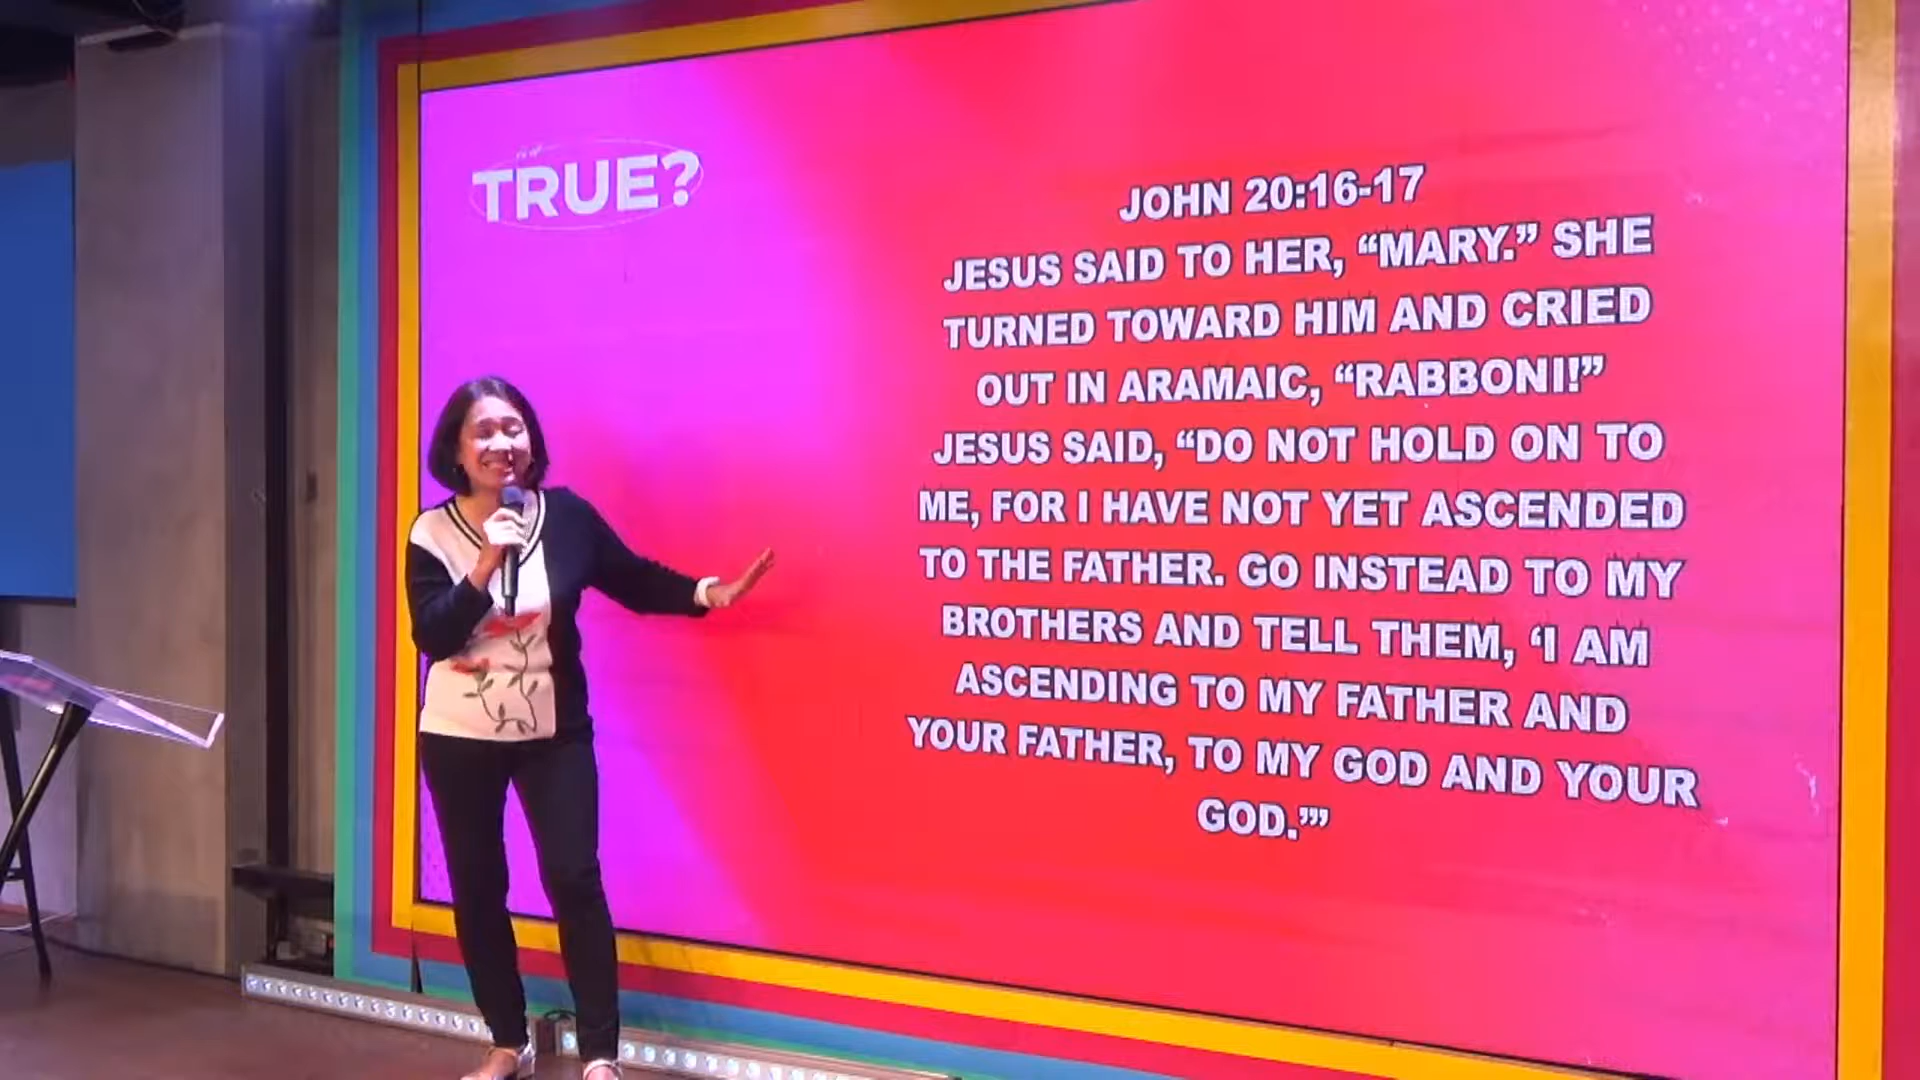 TRUE?
JOHN 20:16-17
JESUS SAID TO HER, “MARY.” SHE
TURNED TOWARD HIM AND CRIED
OUT IN ARAMAIC, “RABBONI!”
JESUS SAID, “DO NOT HOLD ON TO
ME, FOR I HAVE NOT YET ASCENDED
TO THE FATHER. GO INSTEAD TO MY
BROTHERS AND TELL THEM, ‘I AM
ASCENDING TO MY FATHER AND
YOUR FATHER, TO MY GOD AND YOUR
GOD.’”